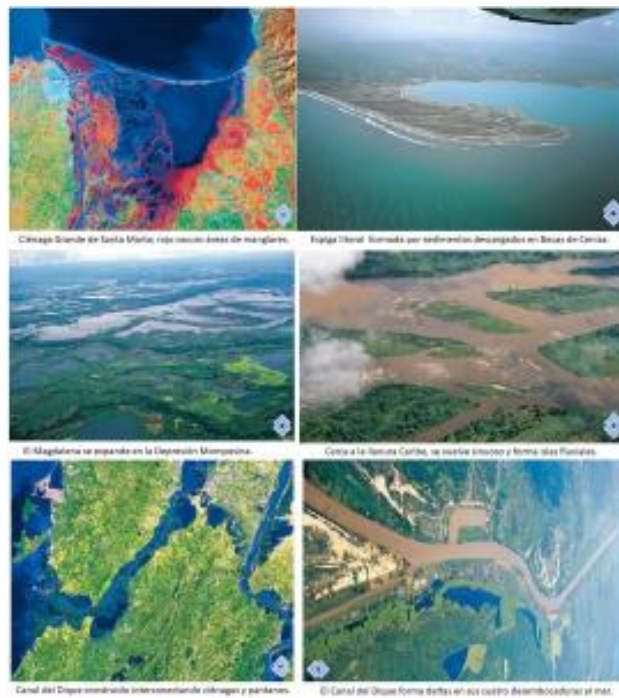 Ciénaga Grande de Santa Marta; rojo oscuro áreas de manglares.
Espiga litoral formada por sedimentos descargados en Bocas de Ceniza.
El Magdalena se expande en la Depresión Momposina.
Cerca a la llanura Caribe, se vuelve sinuoso y forma islas fluviales.
Canal del Dique construido interconectando ciénagas y pantanos.
El Canal del Dique forma deltas en sus cuatro desembocaduras al mar.